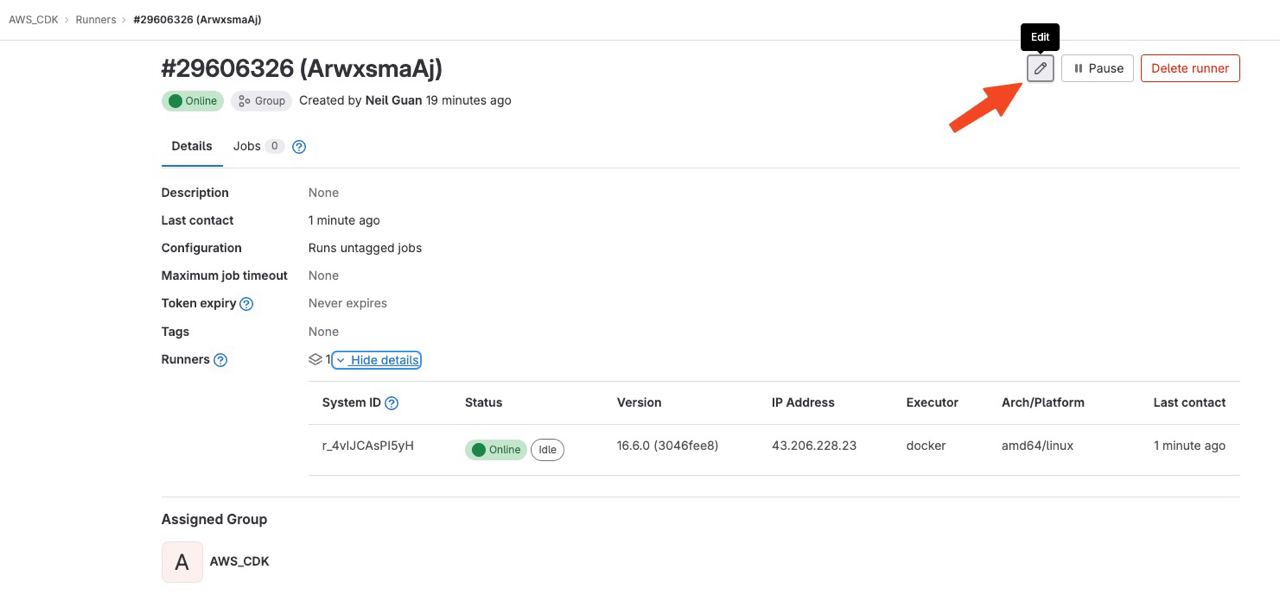 AWS_CDK > Runners > #29606326 (ArwxsmaAj)
Edit
#29606326 (ArwxsmaAj)
Pause
Delete runner
Online Group Created by Neil Guan 19 minutes ago
Details Jobs 0 ?
Description None
Last contact 1 minute ago
Configuration Runs untagged jobs
Maximum job timeout None
Token expiry ? Never expires
Tags None
Runners ? 1 Hide details
System ID ? Status Version IP Address Executor Arch/Platform Last contact
r_4vlJCAsPI5yH Online Idle 16.6.0 (3046fee8) 43.206.228.23 docker amd64/linux 1 minute ago
Assigned Group
A AWS_CDK